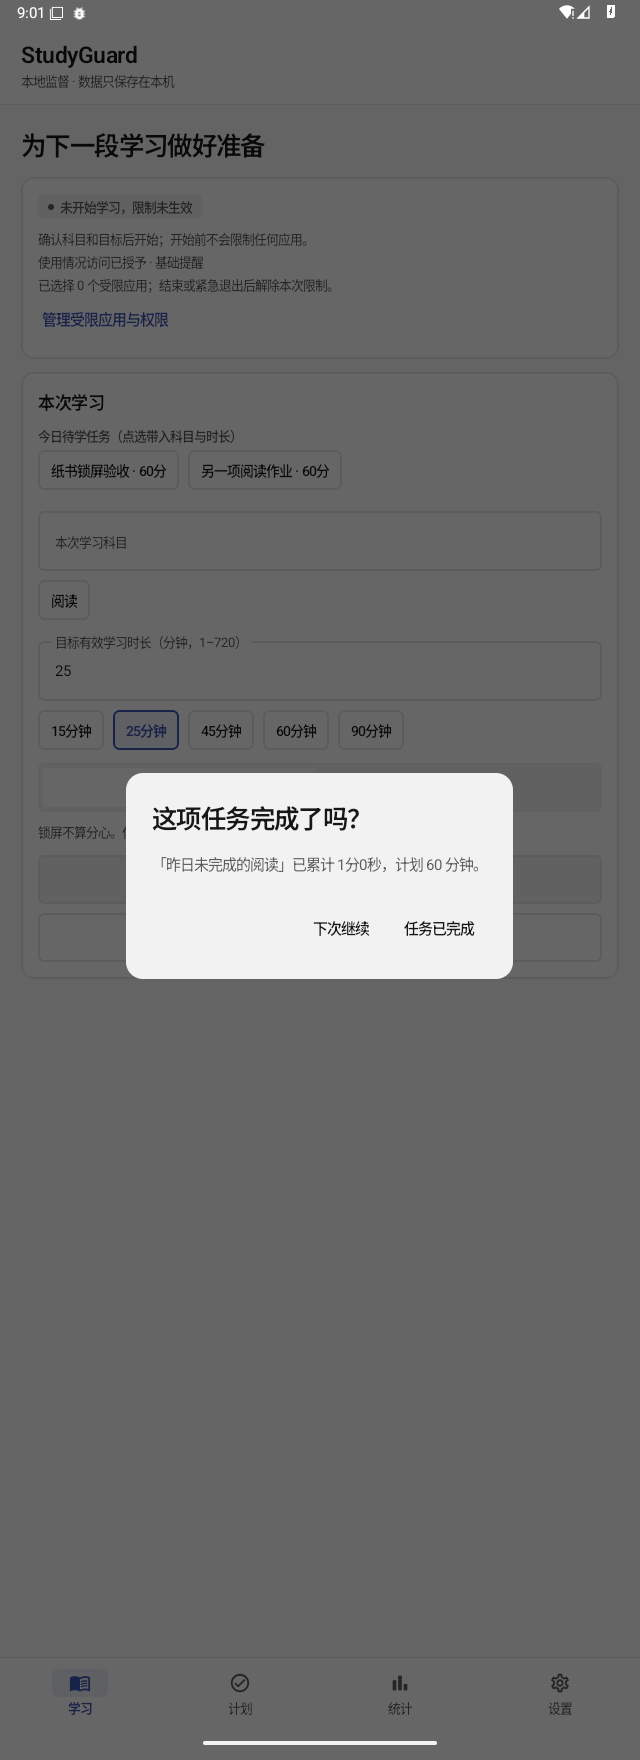 9:01
StudyGuard
本地监督 · 数据只保存在本机
为下一段学习做好准备
未开始学习，限制未生效
确认科目和目标后开始；开始前不会限制任何应用。
使用情况访问已授予 · 基础提醒
已选择 0 个受限应用；结束或紧急退出后解除本次限制。
管理受限应用与权限
本次学习
今日待学任务（点选带入科目与时长）
纸书锁屏验收 · 60分
另一项阅读作业 · 60分
本次学习科目
阅读
目标有效学习时长（分钟，1–720）
25
15分钟
25分钟
45分钟
60分钟
90分钟
锁屏不算分心。
这项任务完成了吗？
「昨日未完成的阅读」已累计 1分0秒，计划 60 分钟。
下次继续
任务已完成
学习
计划
统计
设置